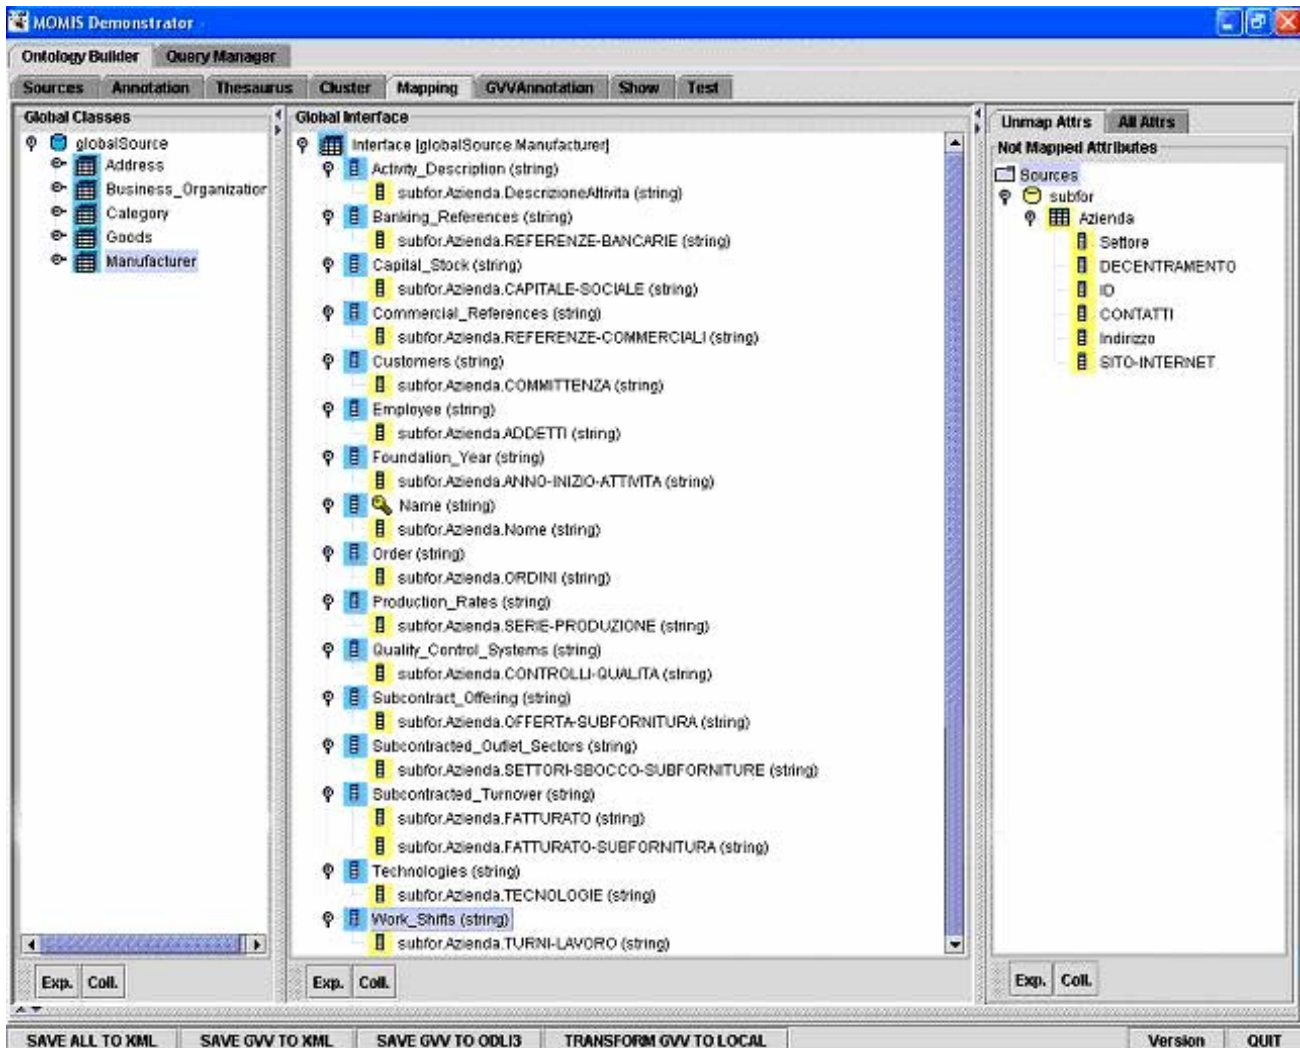 MOMIS Demonstrator
Ontology Builder Query Manager
Sources Annotation Thesaurus Cluster Mapping GVVAnnotation Show Test
Global Classes
globalSource
Address
Business_Organization
Category
Goods
Manufacturer
Exp. Coll.
Global Interface
Interface [globalSource.Manufacturer]
Activity_Description (string)
subfor.Azienda.DescrizioneAttivita (string)
Banking_References (string)
subfor.Azienda.REFERENZE-BANCARIE (string)
Capital_Stock (string)
subfor.Azienda.CAPITALE-SOCIALE (string)
Commercial_References (string)
subfor.Azienda.REFERENZE-COMMERCIALI (string)
Customers (string)
subfor.Azienda.COMMITTENZA (string)
Employee (string)
subfor.Azienda.ADDETTI (string)
Foundation_Year (string)
subfor.Azienda.ANNO-INIZIO-ATTIVITA (string)
Name (string)
subfor.Azienda.Nome (string)
Order (string)
subfor.Azienda.ORDINI (string)
Production_Rates (string)
subfor.Azienda.SERIE-PRODUZIONE (string)
Quality_Control_Systems (string)
subfor.Azienda.CONTROLLI-QUALITA (string)
Subcontract_Offering (string)
subfor.Azienda.OFFERTA-SUBFORNITURA (string)
Subcontracted_Outlet_Sectors (string)
subfor.Azienda.SETTORI-SBOCCO-SUBFORNITURE (string)
Subcontracted_Turnover (string)
subfor.Azienda.FATTURATO (string)
subfor.Azienda.FATTURATO-SUBFORNITURA (string)
Technologies (string)
subfor.Azienda.TECNOLOGIE (string)
Work_Shifts (string)
subfor.Azienda.TURNI-LAVORO (string)
Exp. Coll.
Unmap Attrs All Attrs
Not Mapped Attributes
Sources
subfor
Azienda
Settore
DECENTRAMENTO
ID
CONTATTI
Indirizzo
SITO-INTERNET
Exp. Coll.
SAVE ALL TO XML SAVE GVV TO XML SAVE GVV TO ODLI3 TRANSFORM GVV TO LOCAL Version QUIT